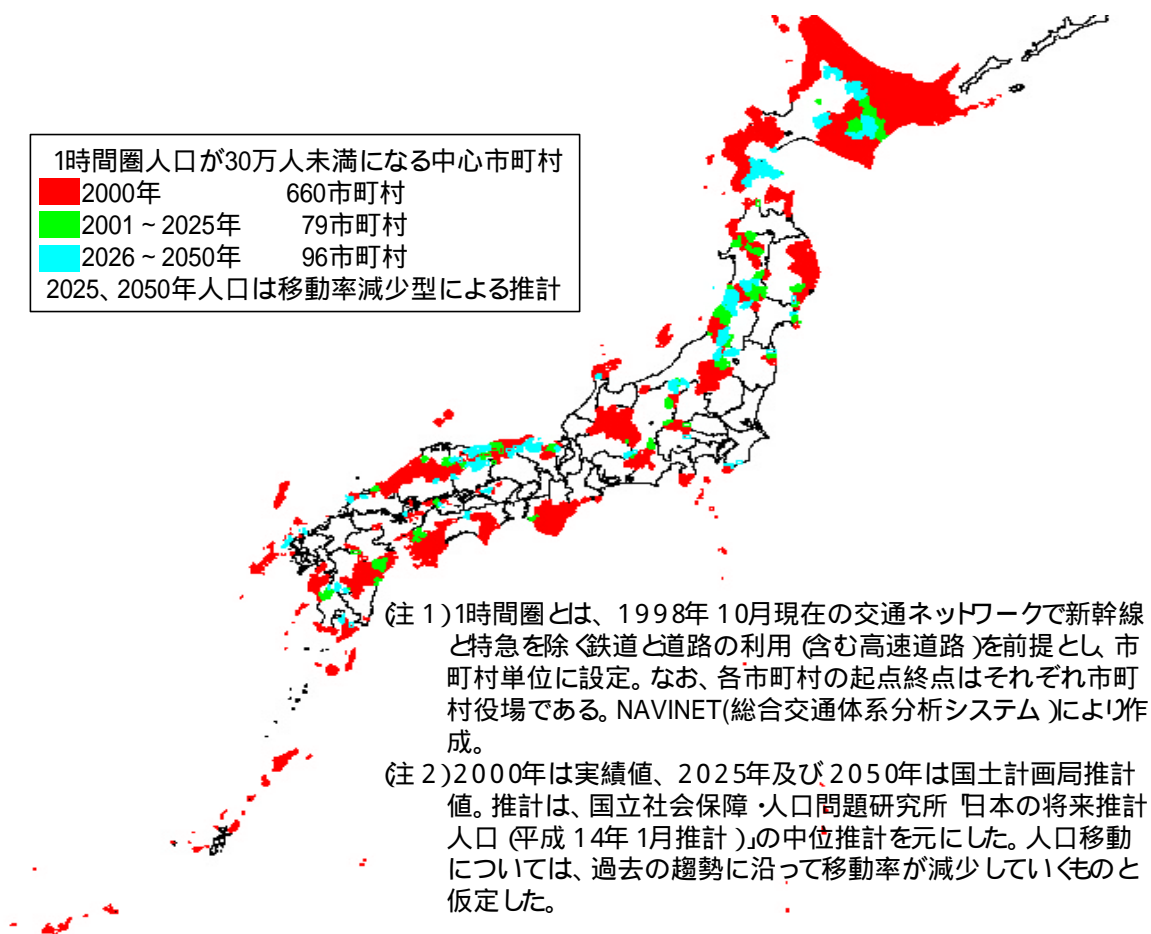 1時間圏人口が30万人未満になる中心市町村
2000年 660市町村
2001～2025年 79市町村
2026～2050年 96市町村
2025、2050年人口は移動率減少型による推計
(注1)1時間圏とは、1998年10月現在の交通ネットワークで新幹線
と特急を除く鉄道と道路の利用(含む高速道路)を前提とし、市
町村単位に設定。なお、各市町村の起点終点はそれぞれ市町
村役場である。NAVINET(総合交通体系分析システム)により作
成。
(注2)2000年は実績値、2025年及び2050年は国土計画局推計
値。推計は、国立社会保障・人口問題研究所「日本の将来推計
人口(平成14年1月推計)」の中位推計を元にした。人口移動
については、過去の趨勢に沿って移動率が減少していくものと
仮定した。